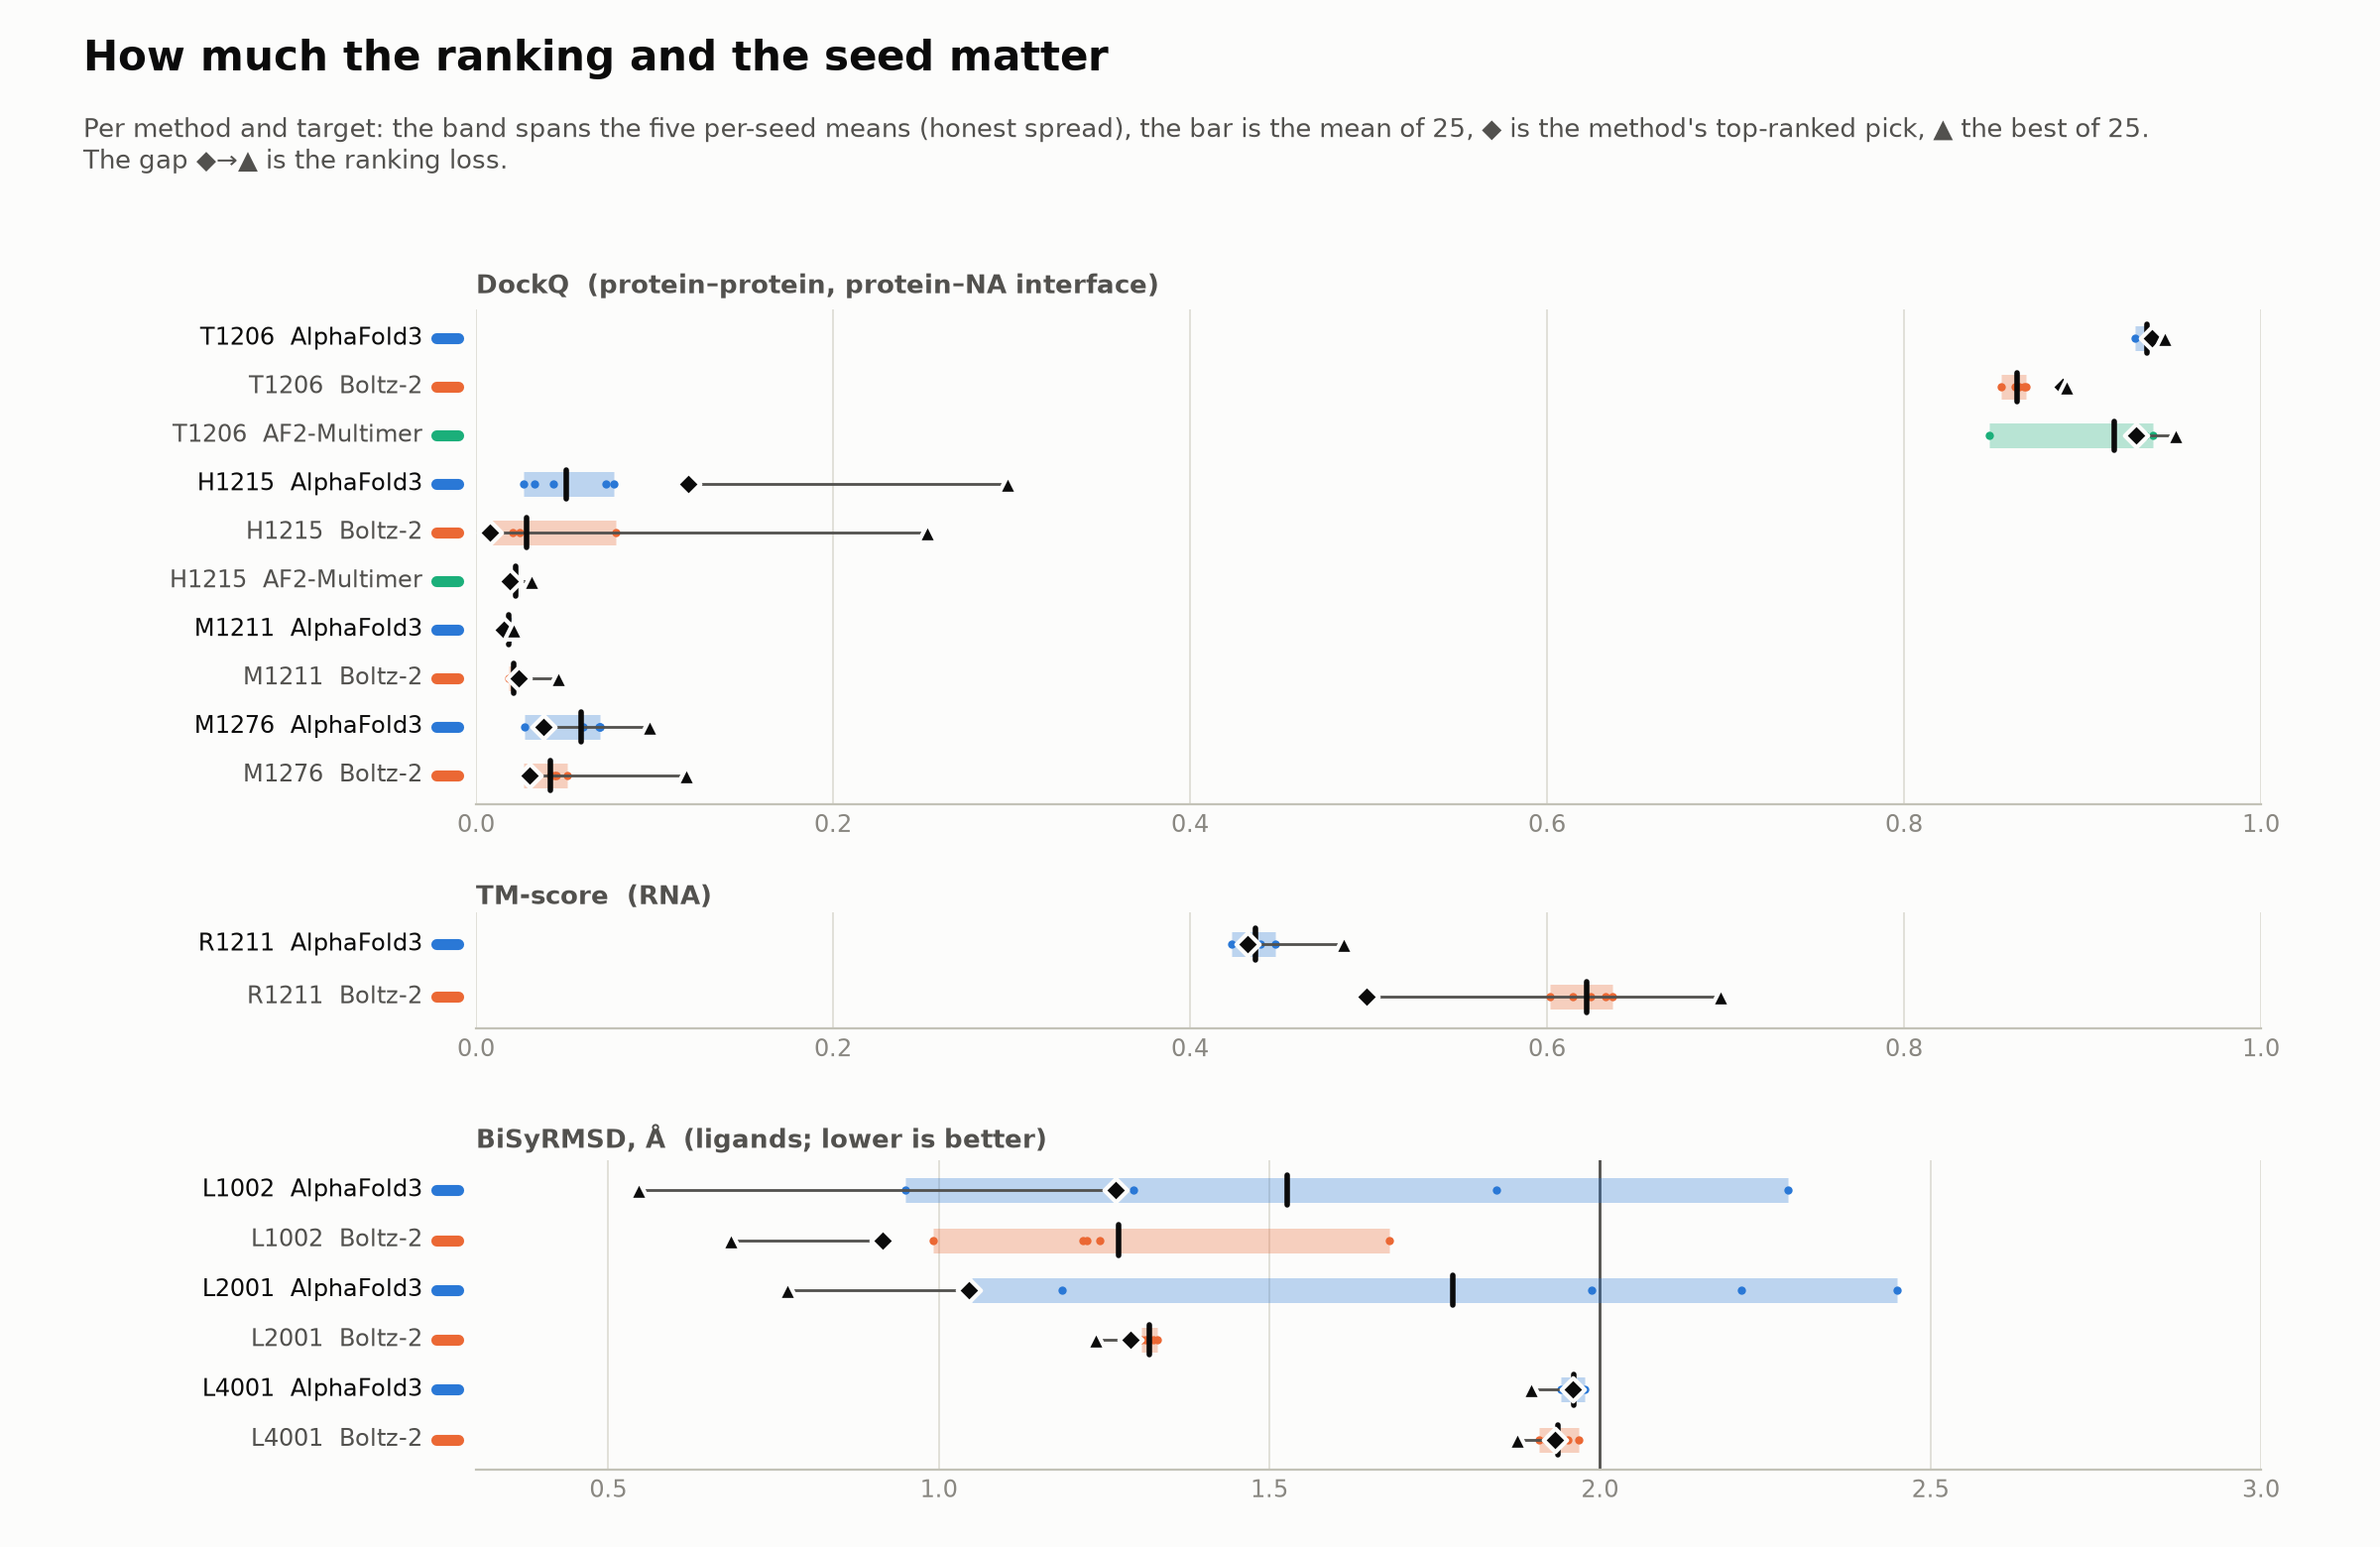 How much the ranking and the seed matter
Per method and target: the band spans the five per-seed means (honest spread), the bar is the mean of 25, ◆ is the method's top-ranked pick, ▲ the best of 25.
The gap ◆→▲ is the ranking loss.
DockQ (protein–protein, protein–NA interface)
T1206 AlphaFold3
T1206 Boltz-2
T1206 AF2-Multimer
H1215 AlphaFold3
H1215 Boltz-2
H1215 AF2-Multimer
M1211 AlphaFold3
M1211 Boltz-2
M1276 AlphaFold3
M1276 Boltz-2
0.0 0.2 0.4 0.6 0.8 1.0
TM-score (RNA)
R1211 AlphaFold3
R1211 Boltz-2
0.0 0.2 0.4 0.6 0.8 1.0
BiSyRMSD, Å (ligands; lower is better)
L1002 AlphaFold3
L1002 Boltz-2
L2001 AlphaFold3
L2001 Boltz-2
L4001 AlphaFold3
L4001 Boltz-2
0.5 1.0 1.5 2.0 2.5 3.0